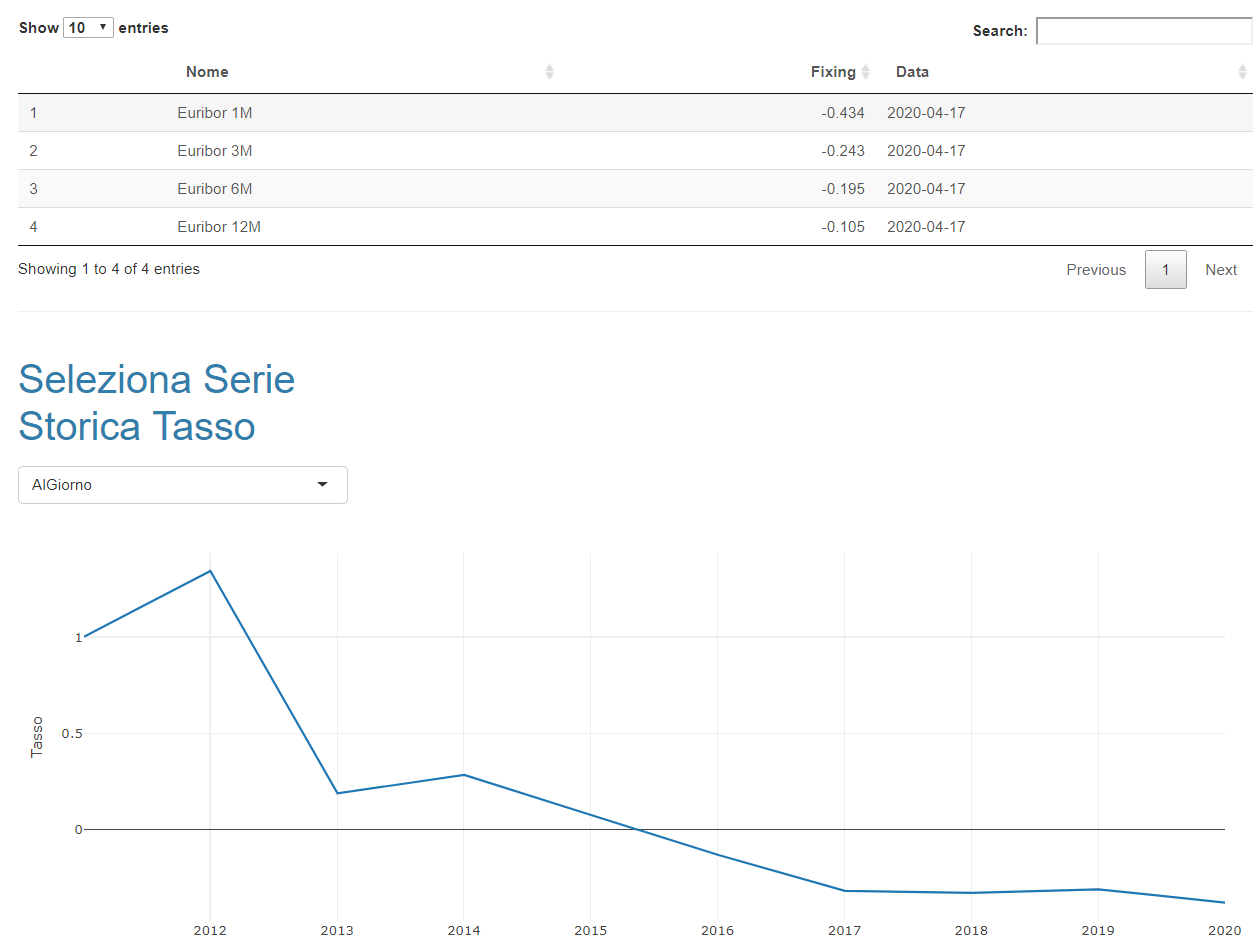 Show 10 entries Search:
Nome Fixing Data
1 Euribor 1M -0.434 2020-04-17
2 Euribor 3M -0.243 2020-04-17
3 Euribor 6M -0.195 2020-04-17
4 Euribor 12M -0.105 2020-04-17
Showing 1 to 4 of 4 entries Previous 1 Next
Seleziona Serie
Storica Tasso
AlGiorno
1
0.5
0
Tasso
2012 2013 2014 2015 2016 2017 2018 2019 2020